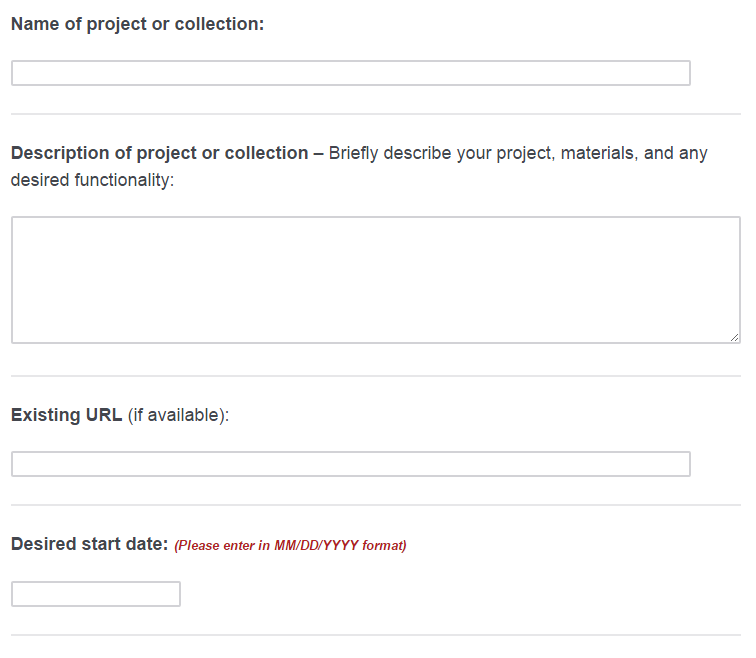 Name of project or collection:
Description of project or collection – Briefly describe your project, materials, and any
desired functionality:
Existing URL (if available):
Desired start date: (Please enter in MM/DD/YYYY format)